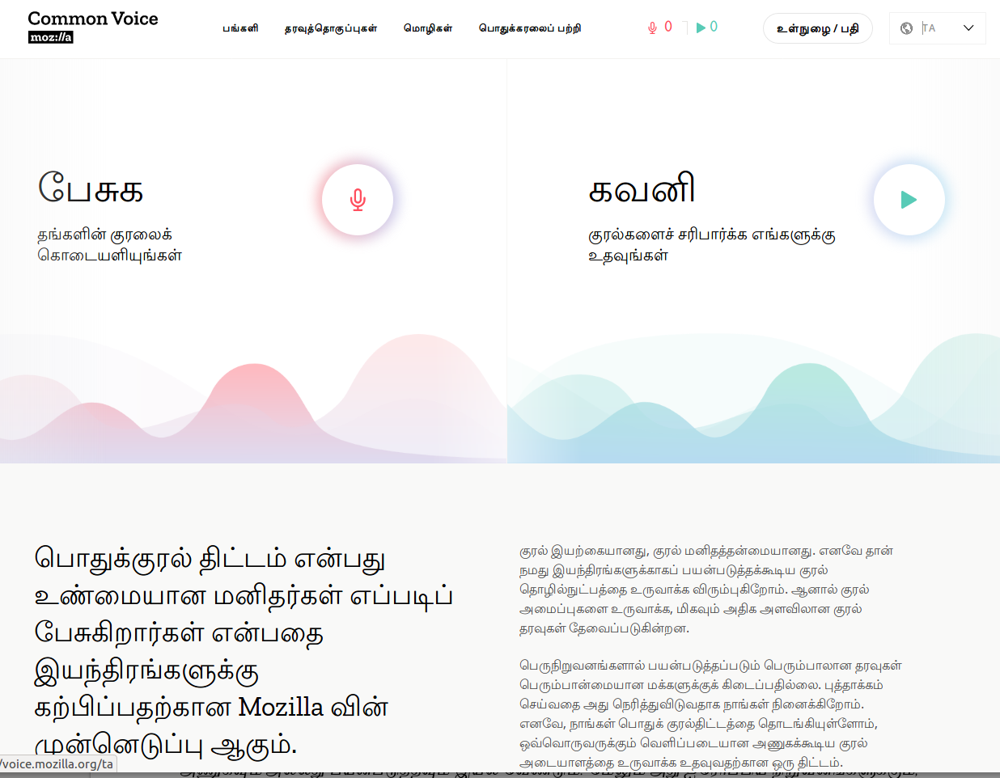 Common Voice
moz://a
பங்களி
தரவுத்தொகுப்புகள்
மொழிகள்
பொதுக்கரலைப் பற்றி
0
0
உள்நுழை / பதி
TA
பேசுக
தங்களின் குரலைக்
கொடையளியுங்கள்
கவனி
குரல்களைச் சரிபார்க்க எங்களுக்கு
உதவுங்கள்
பொதுக்குரல் திட்டம் என்பது
உண்மையான மனிதர்கள் எப்படிப்
பேசுகிறார்கள் என்பதை
இயந்திரங்களுக்கு
கற்பிப்பதற்கான Mozilla வின்
முன்னெடுப்பு ஆகும்.
குரல் இயற்கையானது, குரல் மனிதத்தன்மையானது. எனவே தான்
நமது இயந்திரங்களுக்காகப் பயன்படுத்தக்கூடிய குரல்
தொழில்நுட்பத்தை உருவாக்க விரும்புகிறோம். ஆனால் குரல்
அமைப்புகளை உருவாக்க, மிகவும் அதிக அளவிலான குரல்
தரவுகள் தேவைப்படுகின்றன.
பெருநிறுவனங்களால் பயன்படுத்தப்படும் பெரும்பாலான தரவுகள்
பெரும்பான்மையான மக்களுக்குக் கிடைப்பதில்லை. புத்தாக்கம்
செய்வதை அது நெரித்துவிடுவதாக நாங்கள் நினைக்கிறோம்.
எனவே, நாங்கள் பொதுக் குரல்திட்டத்தை தொடங்கியுள்ளோம்,
ஒவ்வொருவருக்கும் வெளிப்படையான அணுகக்கூடிய குரல்
அடையாளத்தை உருவாக்க உதவுவதற்கான ஒரு திட்டம்.
/voice.mozilla.org/ta